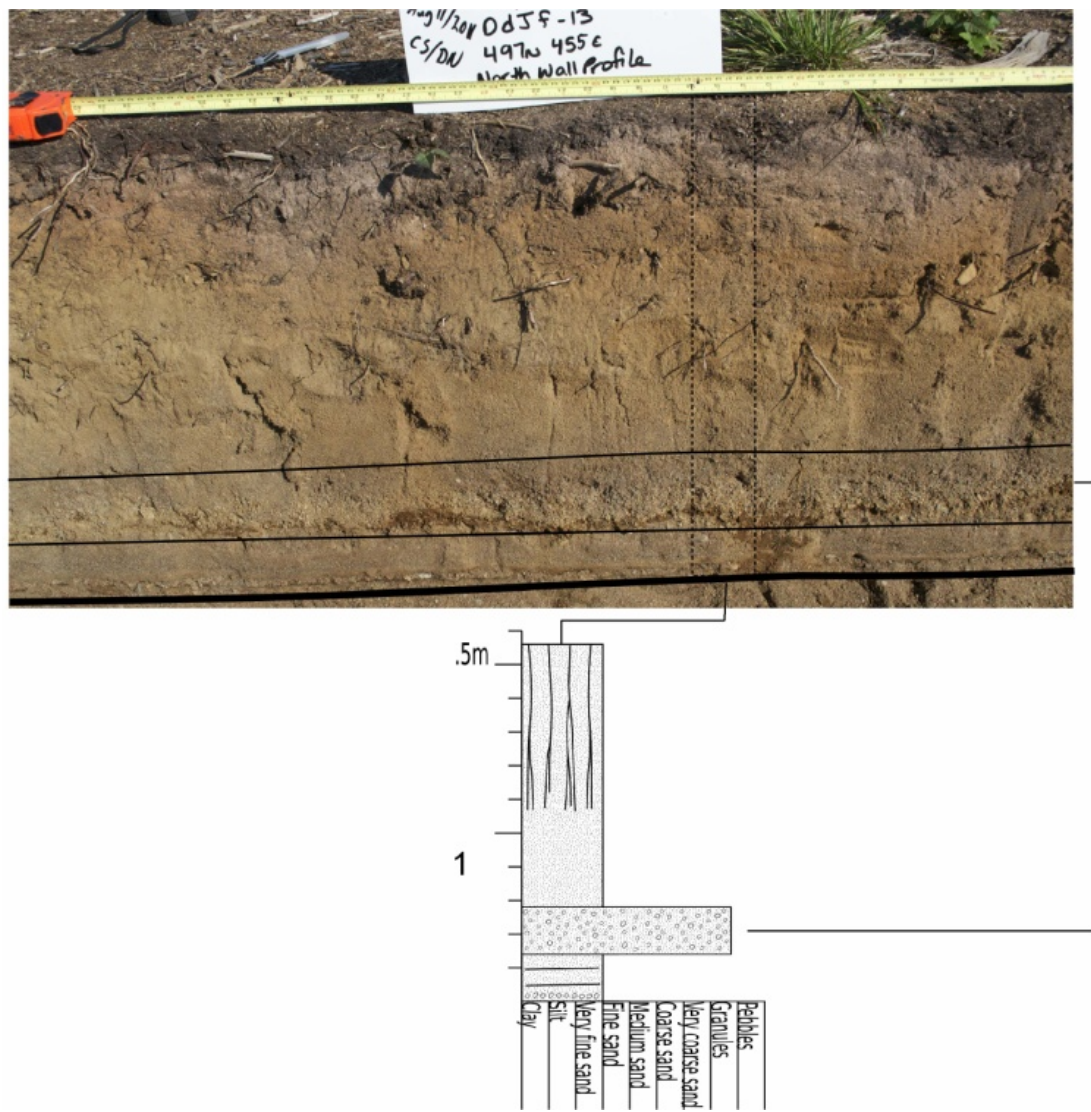 Aug 11/2011 DdJf-13
CS/DN 497N 455E
North Wall Profile
.5m
1
Clay
Silt
Very fine sand
Fine sand
Medium sand
Coarse sand
Very coarse sand
Granules
Pebbles